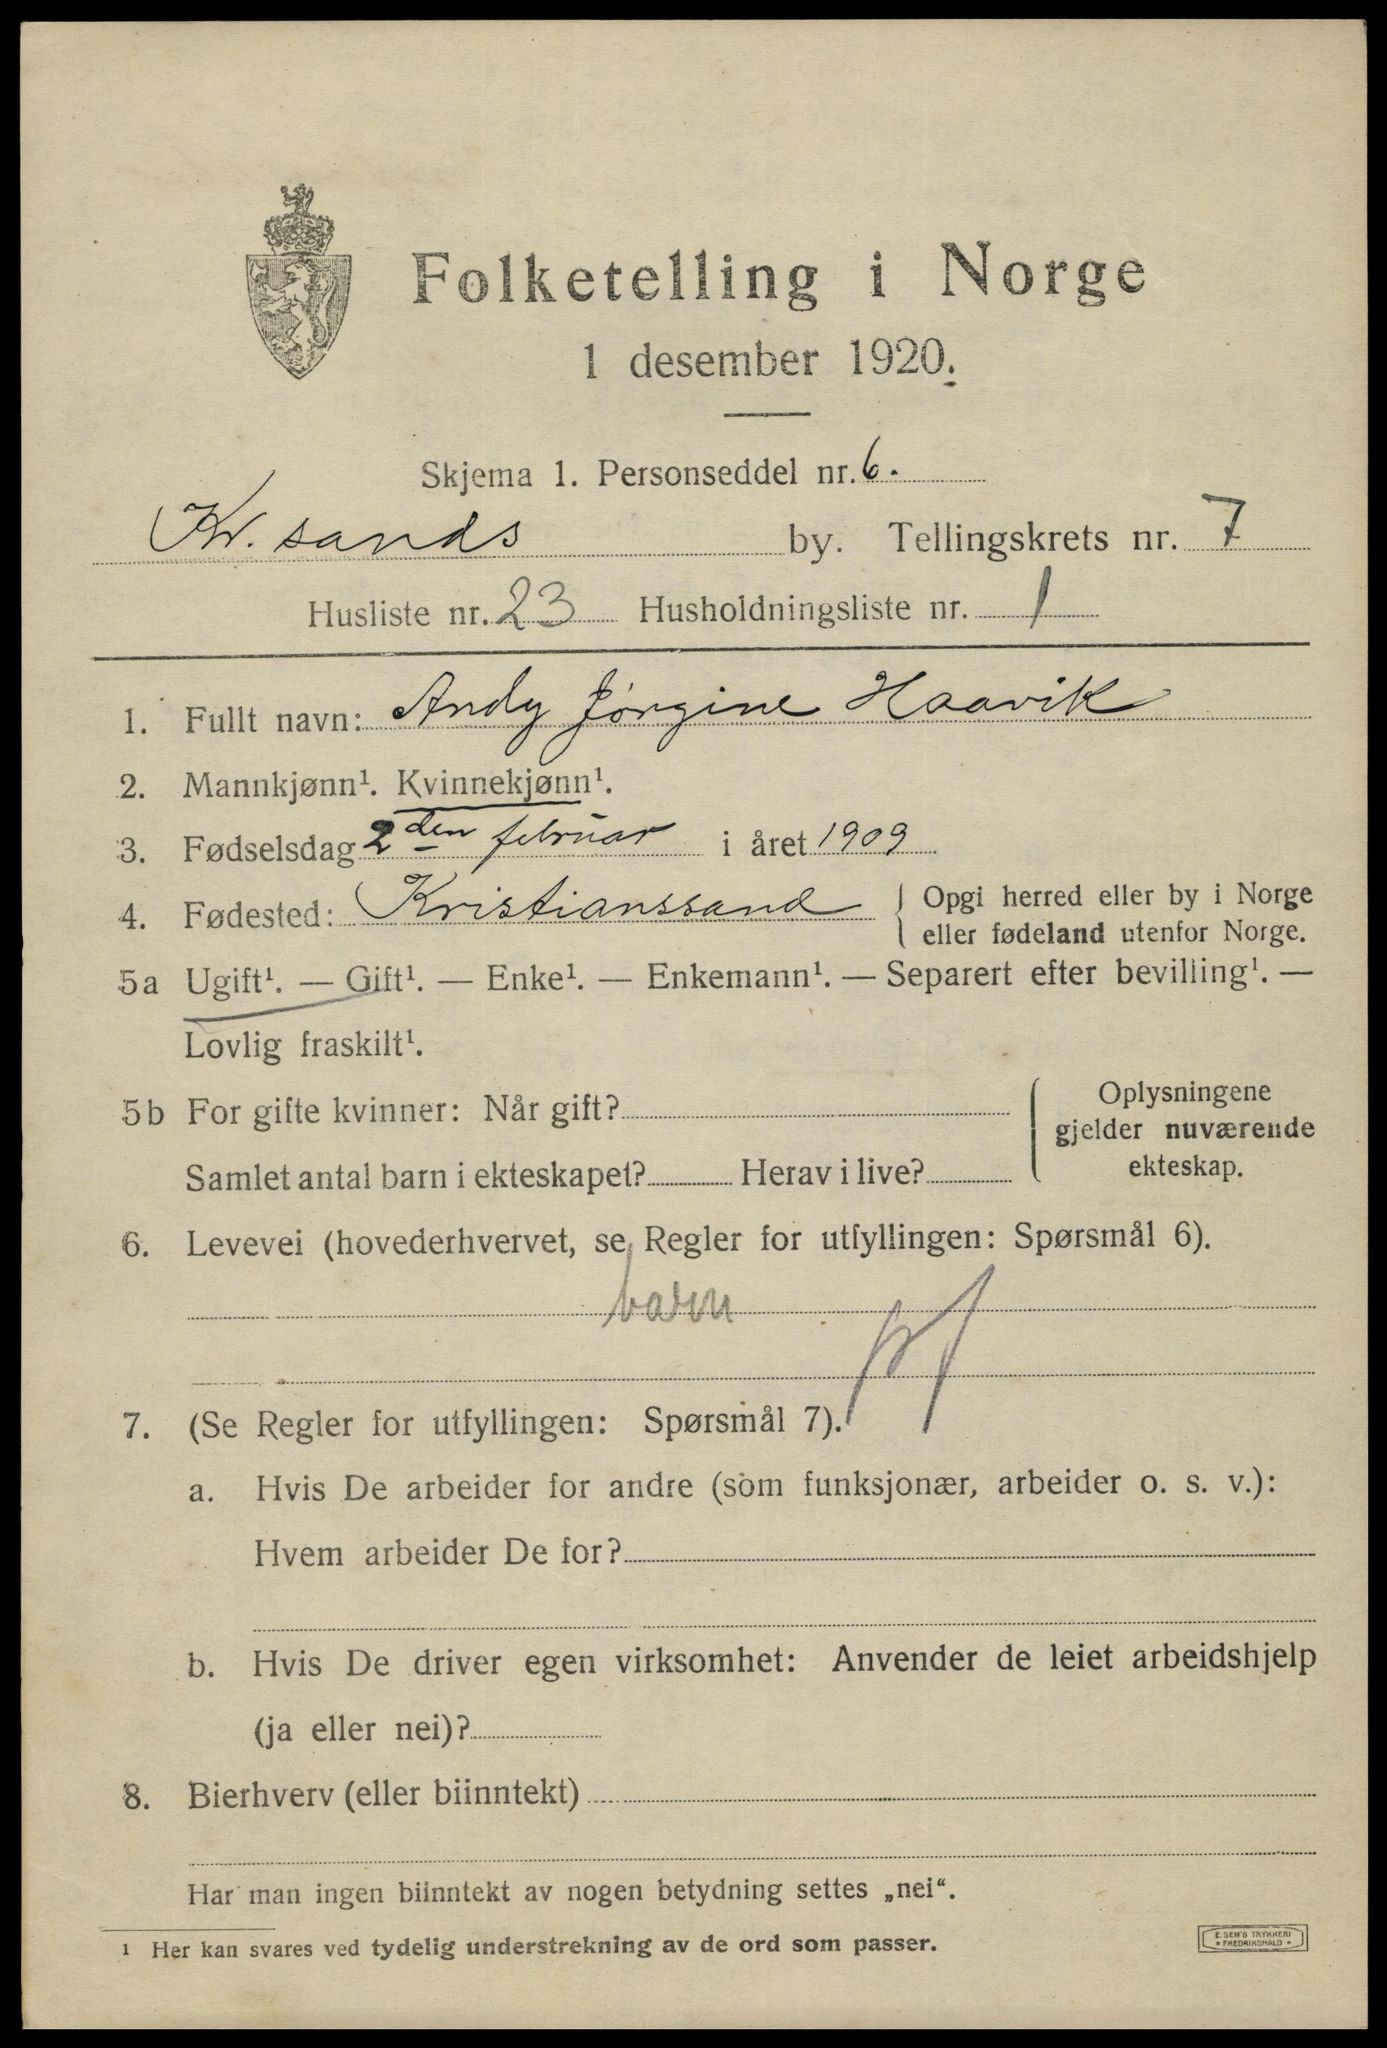 Folketelling i Norge
1 desember 1920.
Skjema 1. Personseddel nr. 6.
Kr. sands by. Tellingskrets nr. 7
Husliste nr. 23 Husholdningsliste nr. 1
1. Fullt navn: Andy Jørgine Haavik
2. Mannkjønn¹. Kvinnekjønn¹.
3. Fødselsdag 2den februar i året 1909
4. Fødested: Kristianssand { Opgi herred eller by i Norge
eller fødeland utenfor Norge.
5a Ugift¹. — Gift¹. — Enke¹. — Enkemann¹. — Separert efter bevilling¹. —
Lovlig fraskilt¹.
5b For gifte kvinner: Når gift? { Oplysningene
gjelder nuværende
Samlet antal barn i ekteskapet? Herav i live? ekteskap.
6. Levevei (hovederhvervet, se Regler for utfyllingen: Spørsmål 6).
barn
7. (Se Regler for utfyllingen: Spørsmål 7).
a. Hvis De arbeider for andre (som funksjonær, arbeider o. s. v.):
Hvem arbeider De for?
b. Hvis De driver egen virksomhet: Anvender de leiet arbeidshjelp
(ja eller nei)?
8. Bierhverv (eller biinntekt)
Har man ingen biinntekt av nogen betydning settes „nei“.
¹ Her kan svares ved tydelig understrekning av de ord som passer.
E. SEM'S TRYKKERI
• FREDRIKSHALD •